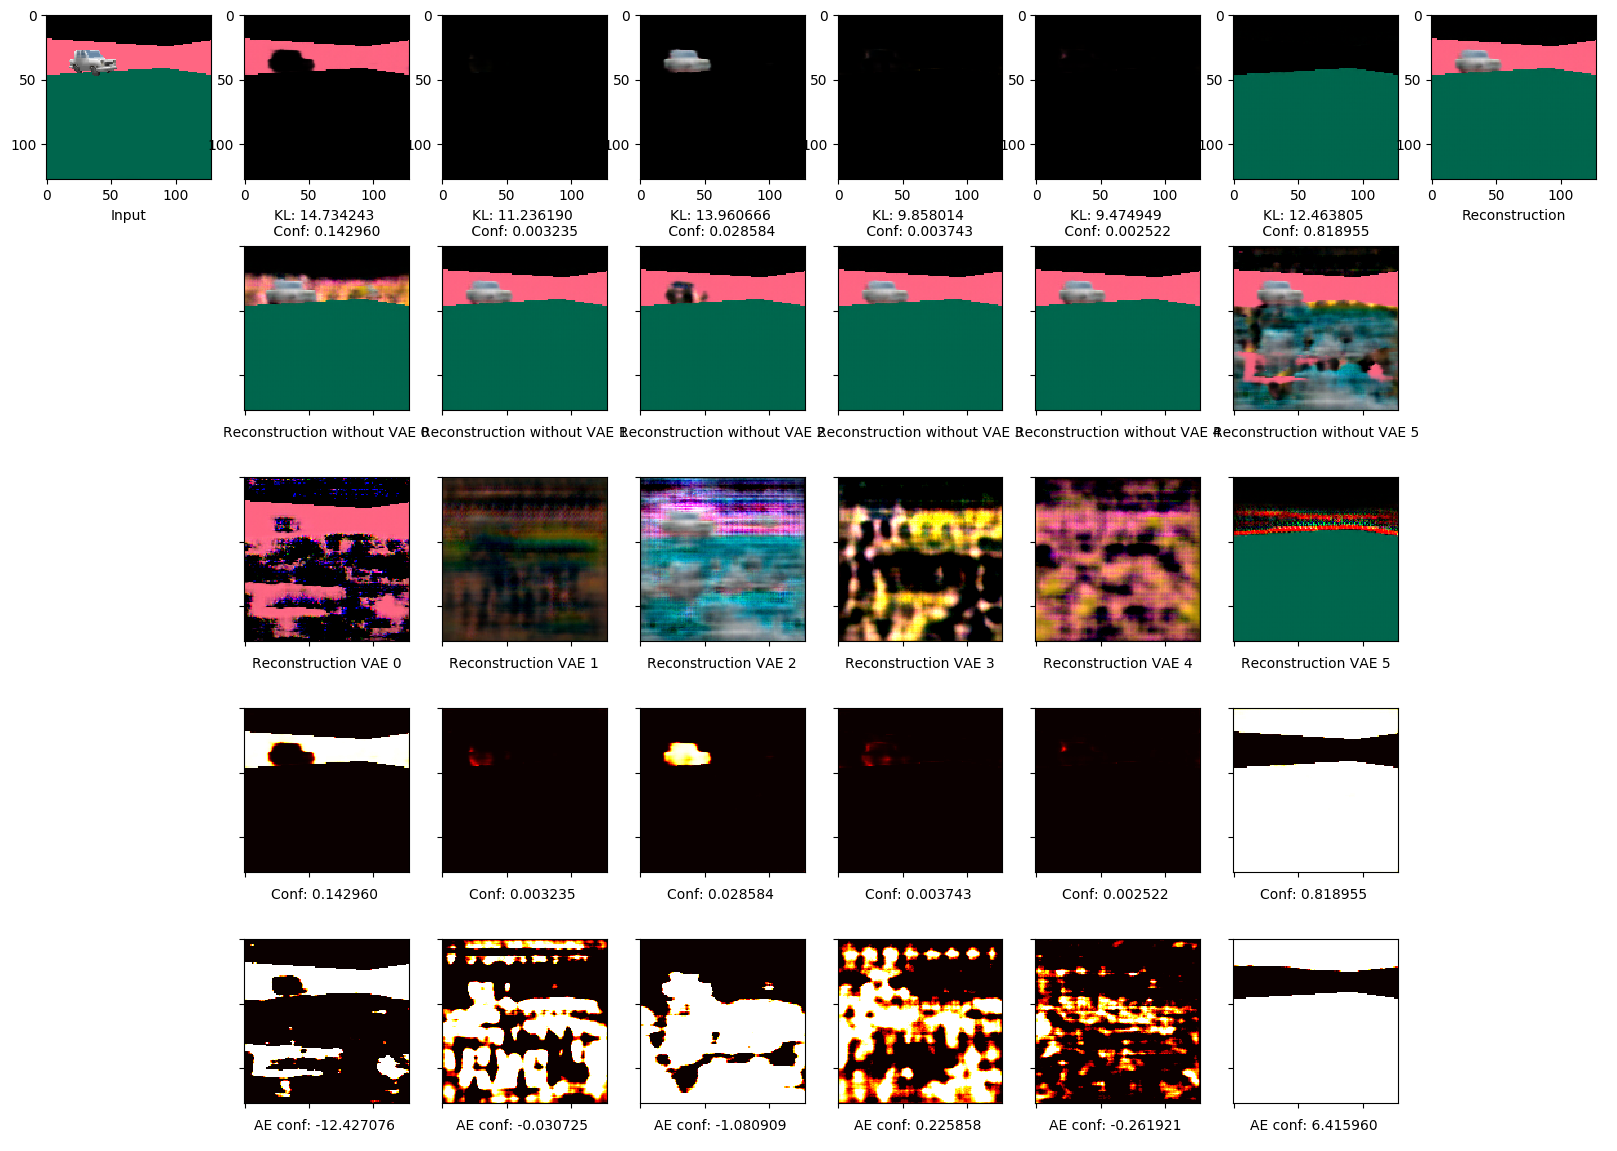 0
50
100
0 50 100
Input
0
50
100
0 50 100
KL: 14.734243
Conf: 0.142960
0
50
100
0 50 100
KL: 11.236190
Conf: 0.003235
0
50
100
0 50 100
KL: 13.960666
Conf: 0.028584
0
50
100
0 50 100
KL: 9.858014
Conf: 0.003743
0
50
100
0 50 100
KL: 9.474949
Conf: 0.002522
0
50
100
0 50 100
KL: 12.463805
Conf: 0.818955
0
50
100
0 50 100
Reconstruction
Reconstruction without VAE 0
Reconstruction without VAE 1
Reconstruction without VAE 2
Reconstruction without VAE 3
Reconstruction without VAE 4
Reconstruction without VAE 5
Reconstruction VAE 0
Reconstruction VAE 1
Reconstruction VAE 2
Reconstruction VAE 3
Reconstruction VAE 4
Reconstruction VAE 5
Conf: 0.142960
Conf: 0.003235
Conf: 0.028584
Conf: 0.003743
Conf: 0.002522
Conf: 0.818955
AE conf: -12.427076
AE conf: -0.030725
AE conf: -1.080909
AE conf: 0.225858
AE conf: -0.261921
AE conf: 6.415960